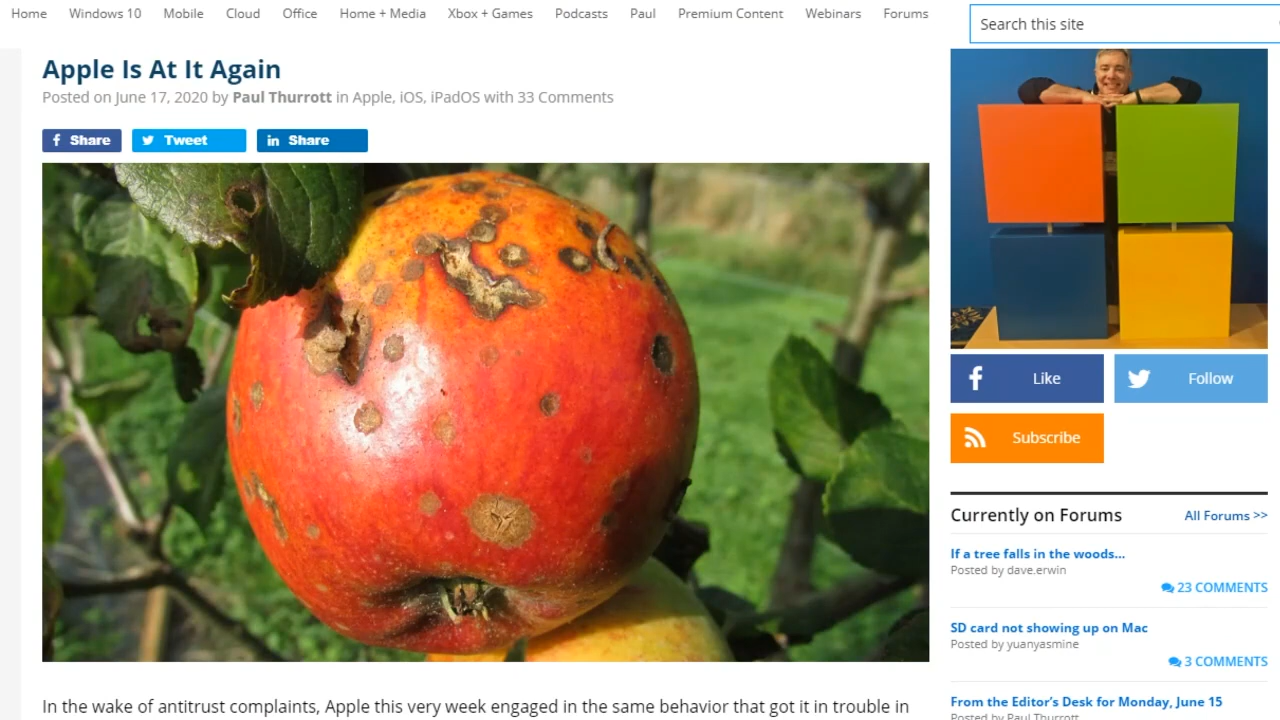 Home Windows 10 Mobile Cloud Office Home + Media Xbox + Games Podcasts Paul Premium Content Webinars Forums
Search this site
Apple Is At It Again
Posted on June 17, 2020 by Paul Thurrott in Apple, iOS, iPadOS with 33 Comments
Share Tweet Share
Like Follow
Subscribe
Currently on Forums All Forums >>
If a tree falls in the woods...
Posted by dave.erwin
23 COMMENTS
SD card not showing up on Mac
Posted by yuanyasmine
3 COMMENTS
From the Editor's Desk for Monday, June 15
Posted by Paul Thurrott
In the wake of antitrust complaints, Apple this very week engaged in the same behavior that got it in trouble in